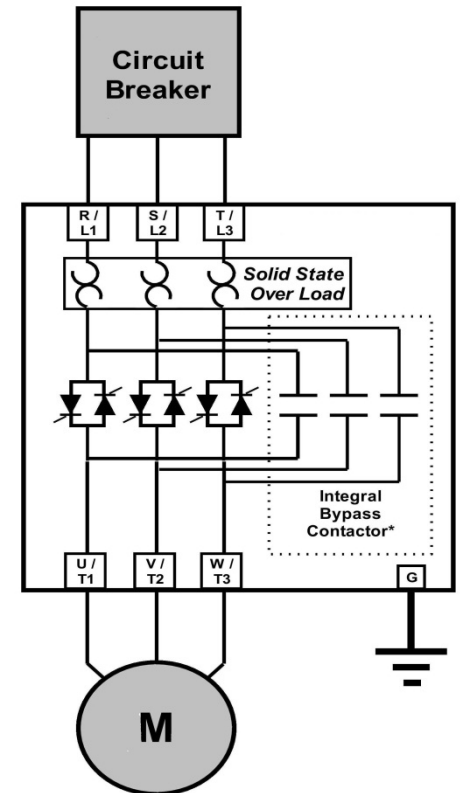 Circuit
Breaker
R /
L1
S /
L2
T /
L3
Solid State
Over Load
Integral
Bypass
Contactor*
U /
T1
V /
T2
W /
T3
G
M